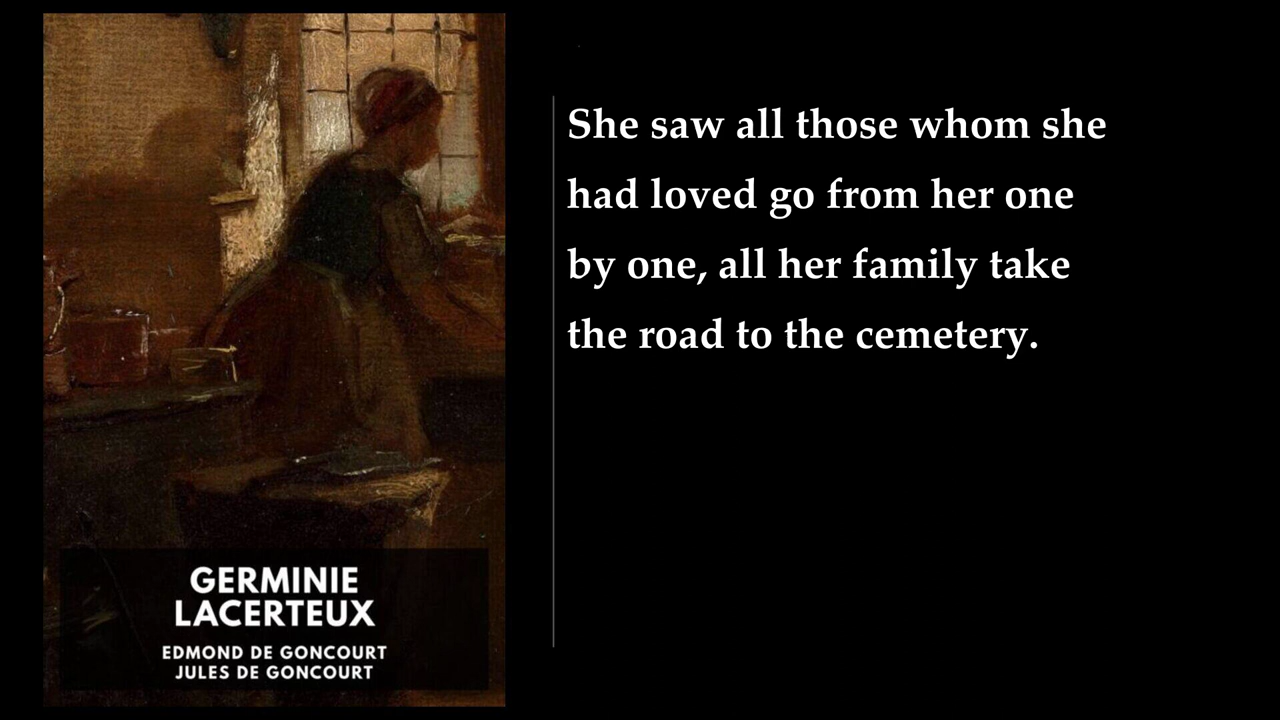 She saw all those whom she
had loved go from her one
by one, all her family take
the road to the cemetery.
GERMINIE
LACERTEUX
EDMOND DE GONCOURT
JULES DE GONCOURT